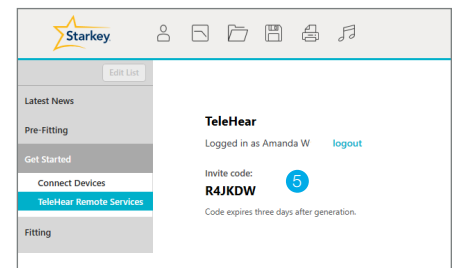 Starkey
Edit List
Latest News
Pre-Fitting
Get Started
Connect Devices
TeleHear Remote Services
Fitting
TeleHear
Logged in as Amanda W logout
Invite code:
R4JKDW
5
Code expires three days after generation.